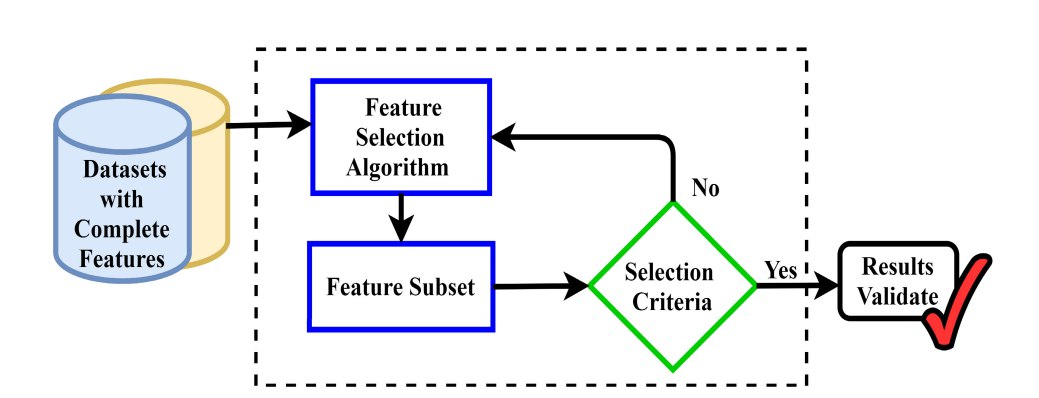 Datasets
with
Complete
Features
Feature
Selection
Algorithm
Feature Subset
Selection
Criteria
No
Yes
Results
Validate